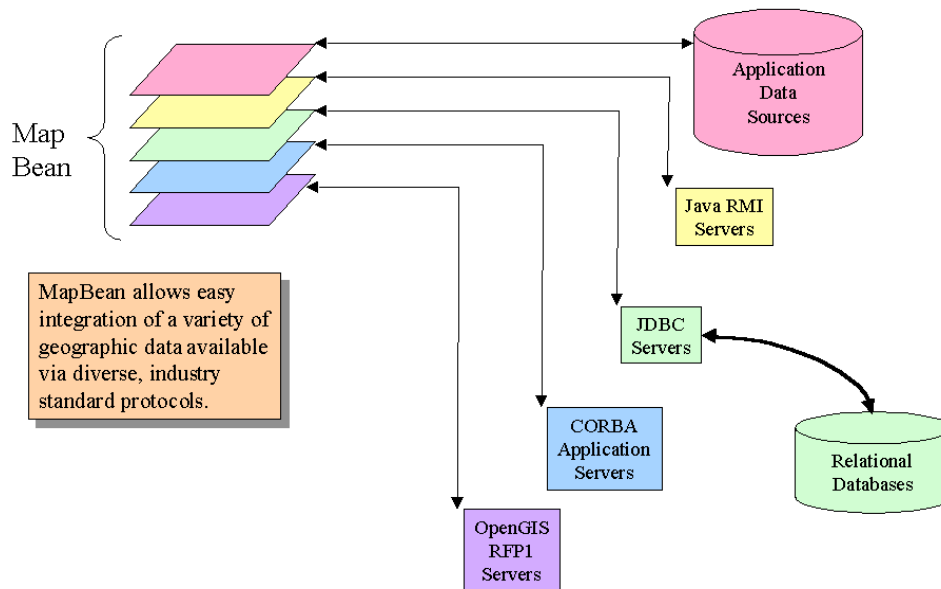 Map
Bean
Application
Data
Sources
Java RMI
Servers
MapBean allows easy
integration of a variety of
geographic data available
via diverse, industry
standard protocols.
JDBC
Servers
CORBA
Application
Servers
Relational
Databases
OpenGIS
RFP1
Servers